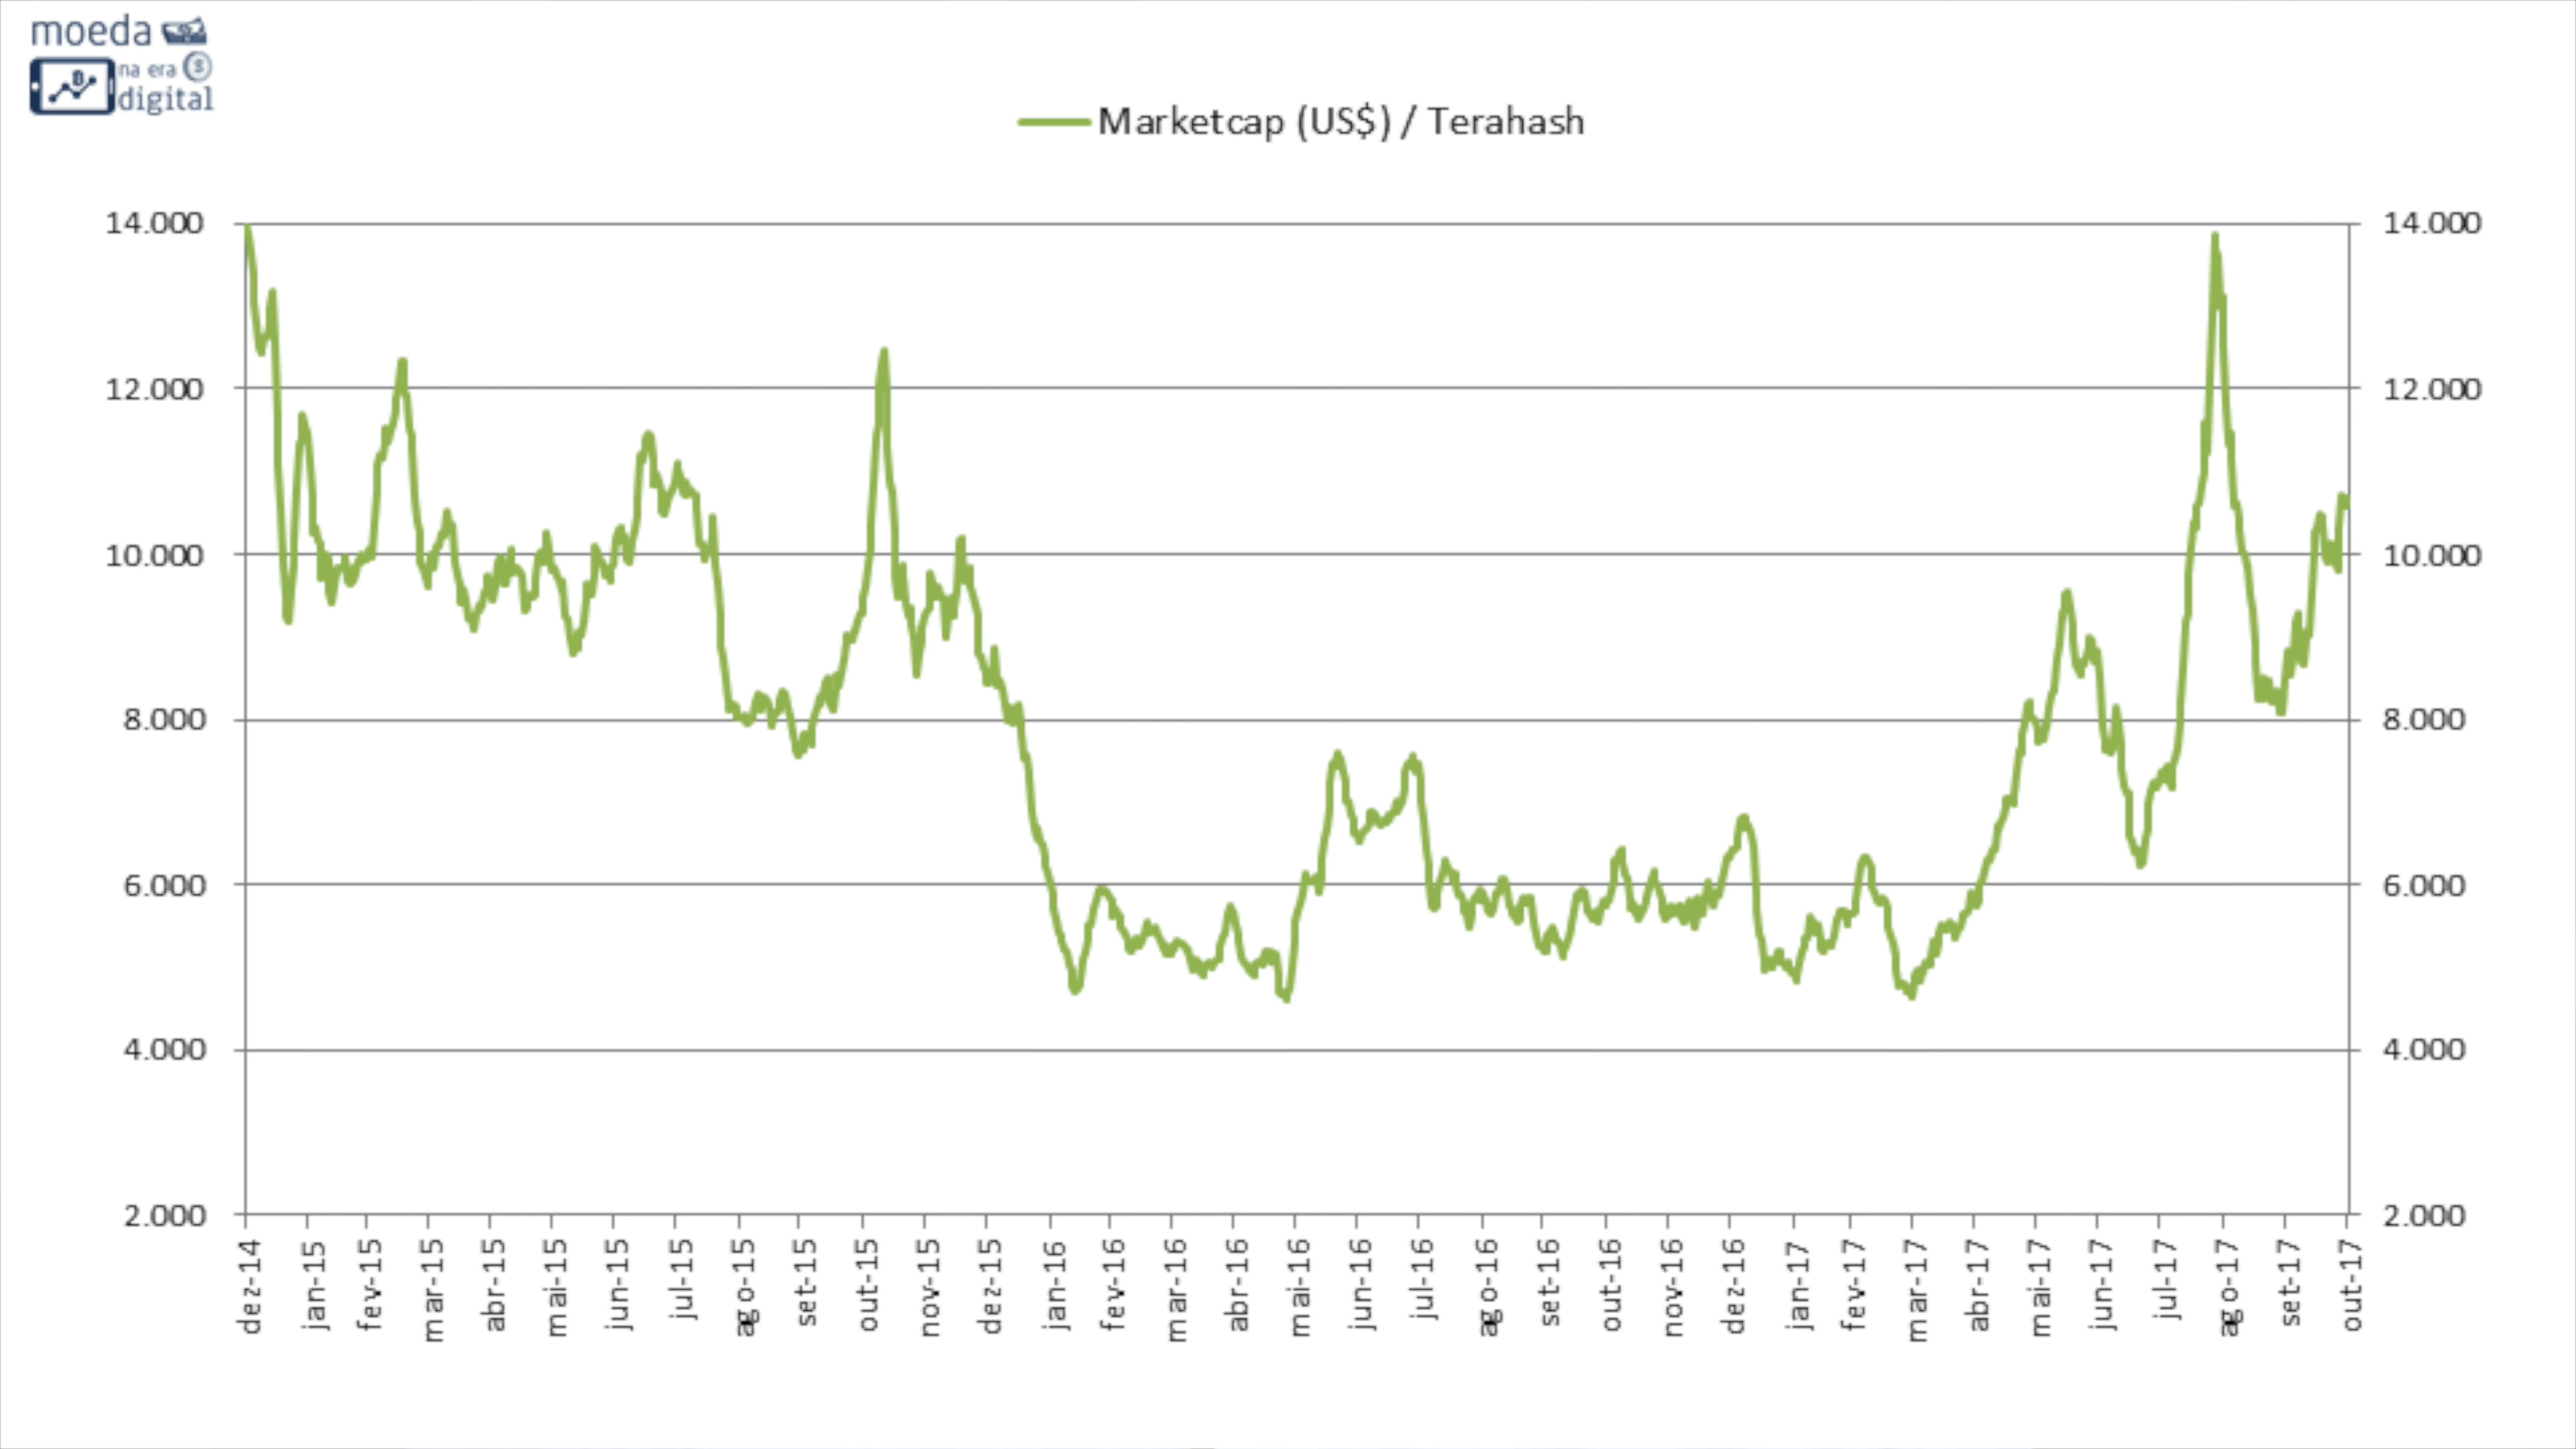 moeda
na era
digital
Marketcap (US$) / Terahash
14.000
12.000
10.000
8.000
6.000
4.000
2.000
14.000
12.000
10.000
8.000
6.000
4.000
2.000
dez-14
jan-15
fev-15
mar-15
abr-15
mai-15
jun-15
jul-15
ago-15
set-15
out-15
nov-15
dez-15
jan-16
fev-16
mar-16
abr-16
mai-16
jun-16
jul-16
ago-16
set-16
out-16
nov-16
dez-16
jan-17
fev-17
mar-17
abr-17
mai-17
jun-17
jul-17
ago-17
set-17
out-17